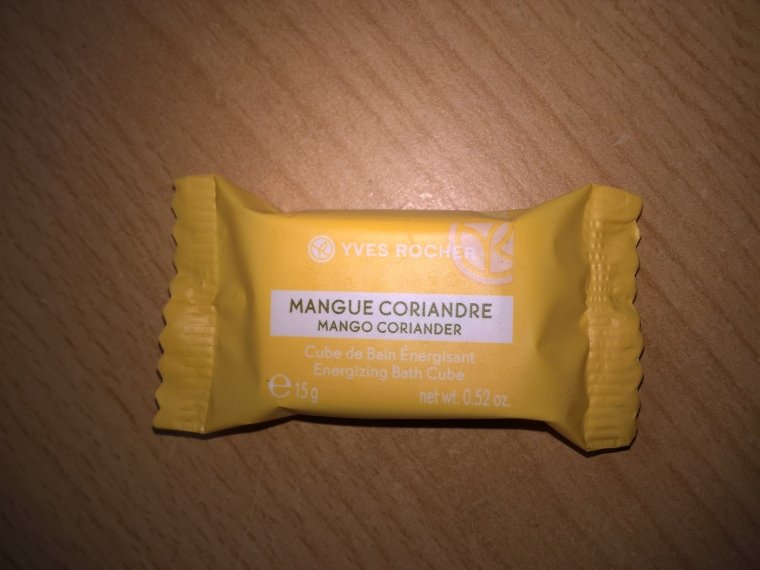 YVES ROCHER
MANGUE CORIANDRE
MANGO CORIANDER
Cube de Bain Énergisant
Energizing Bath Cube
℮ 15 g net wt. 0.52 oz.